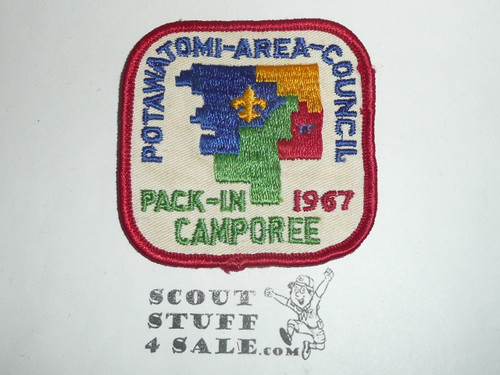 POTAWATOMI-AREA-COUNCIL
PACK-IN 1967
CAMPOREE
SCOUT
STUFF
4 SALE.COM